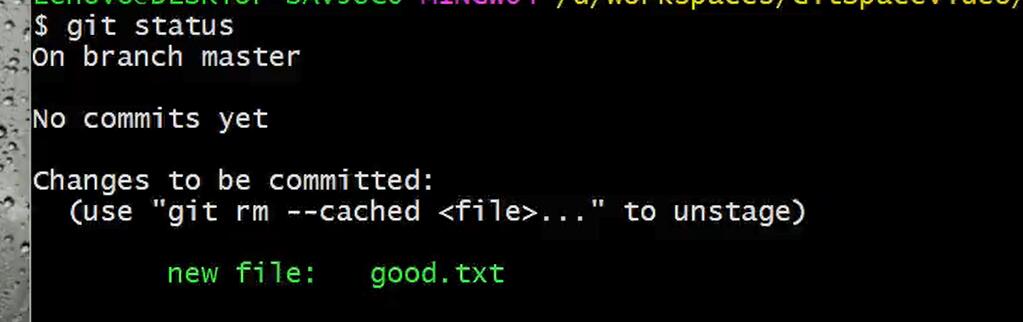 $ git status
On branch master
No commits yet
Changes to be committed:
(use "git rm --cached <file>..." to unstage)
new file: good.txt